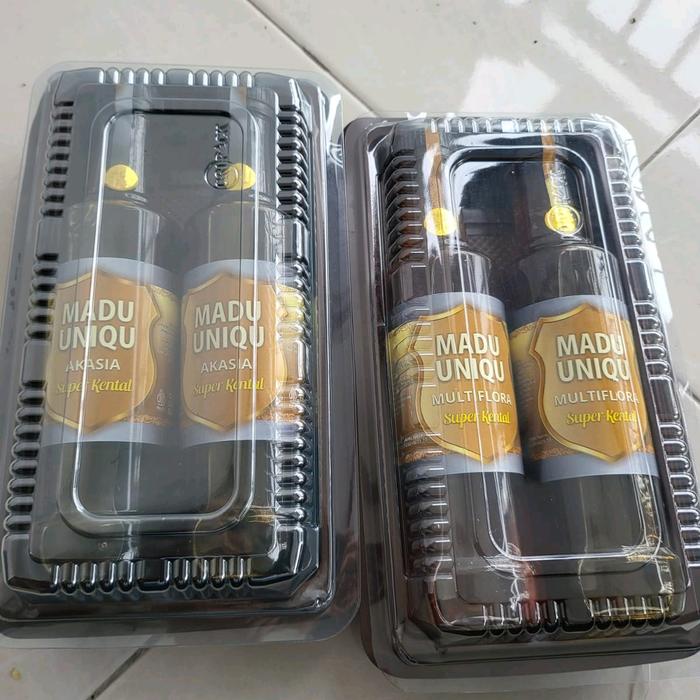 MADU
UNIQU
AKASIA
Super Kental
MADU
UNIQU
AKASIA
Super Kental
MADU
UNIQU
MULTIFLORA
Super Kental
MADU
UNIQU
MULTIFLORA
Super Kental